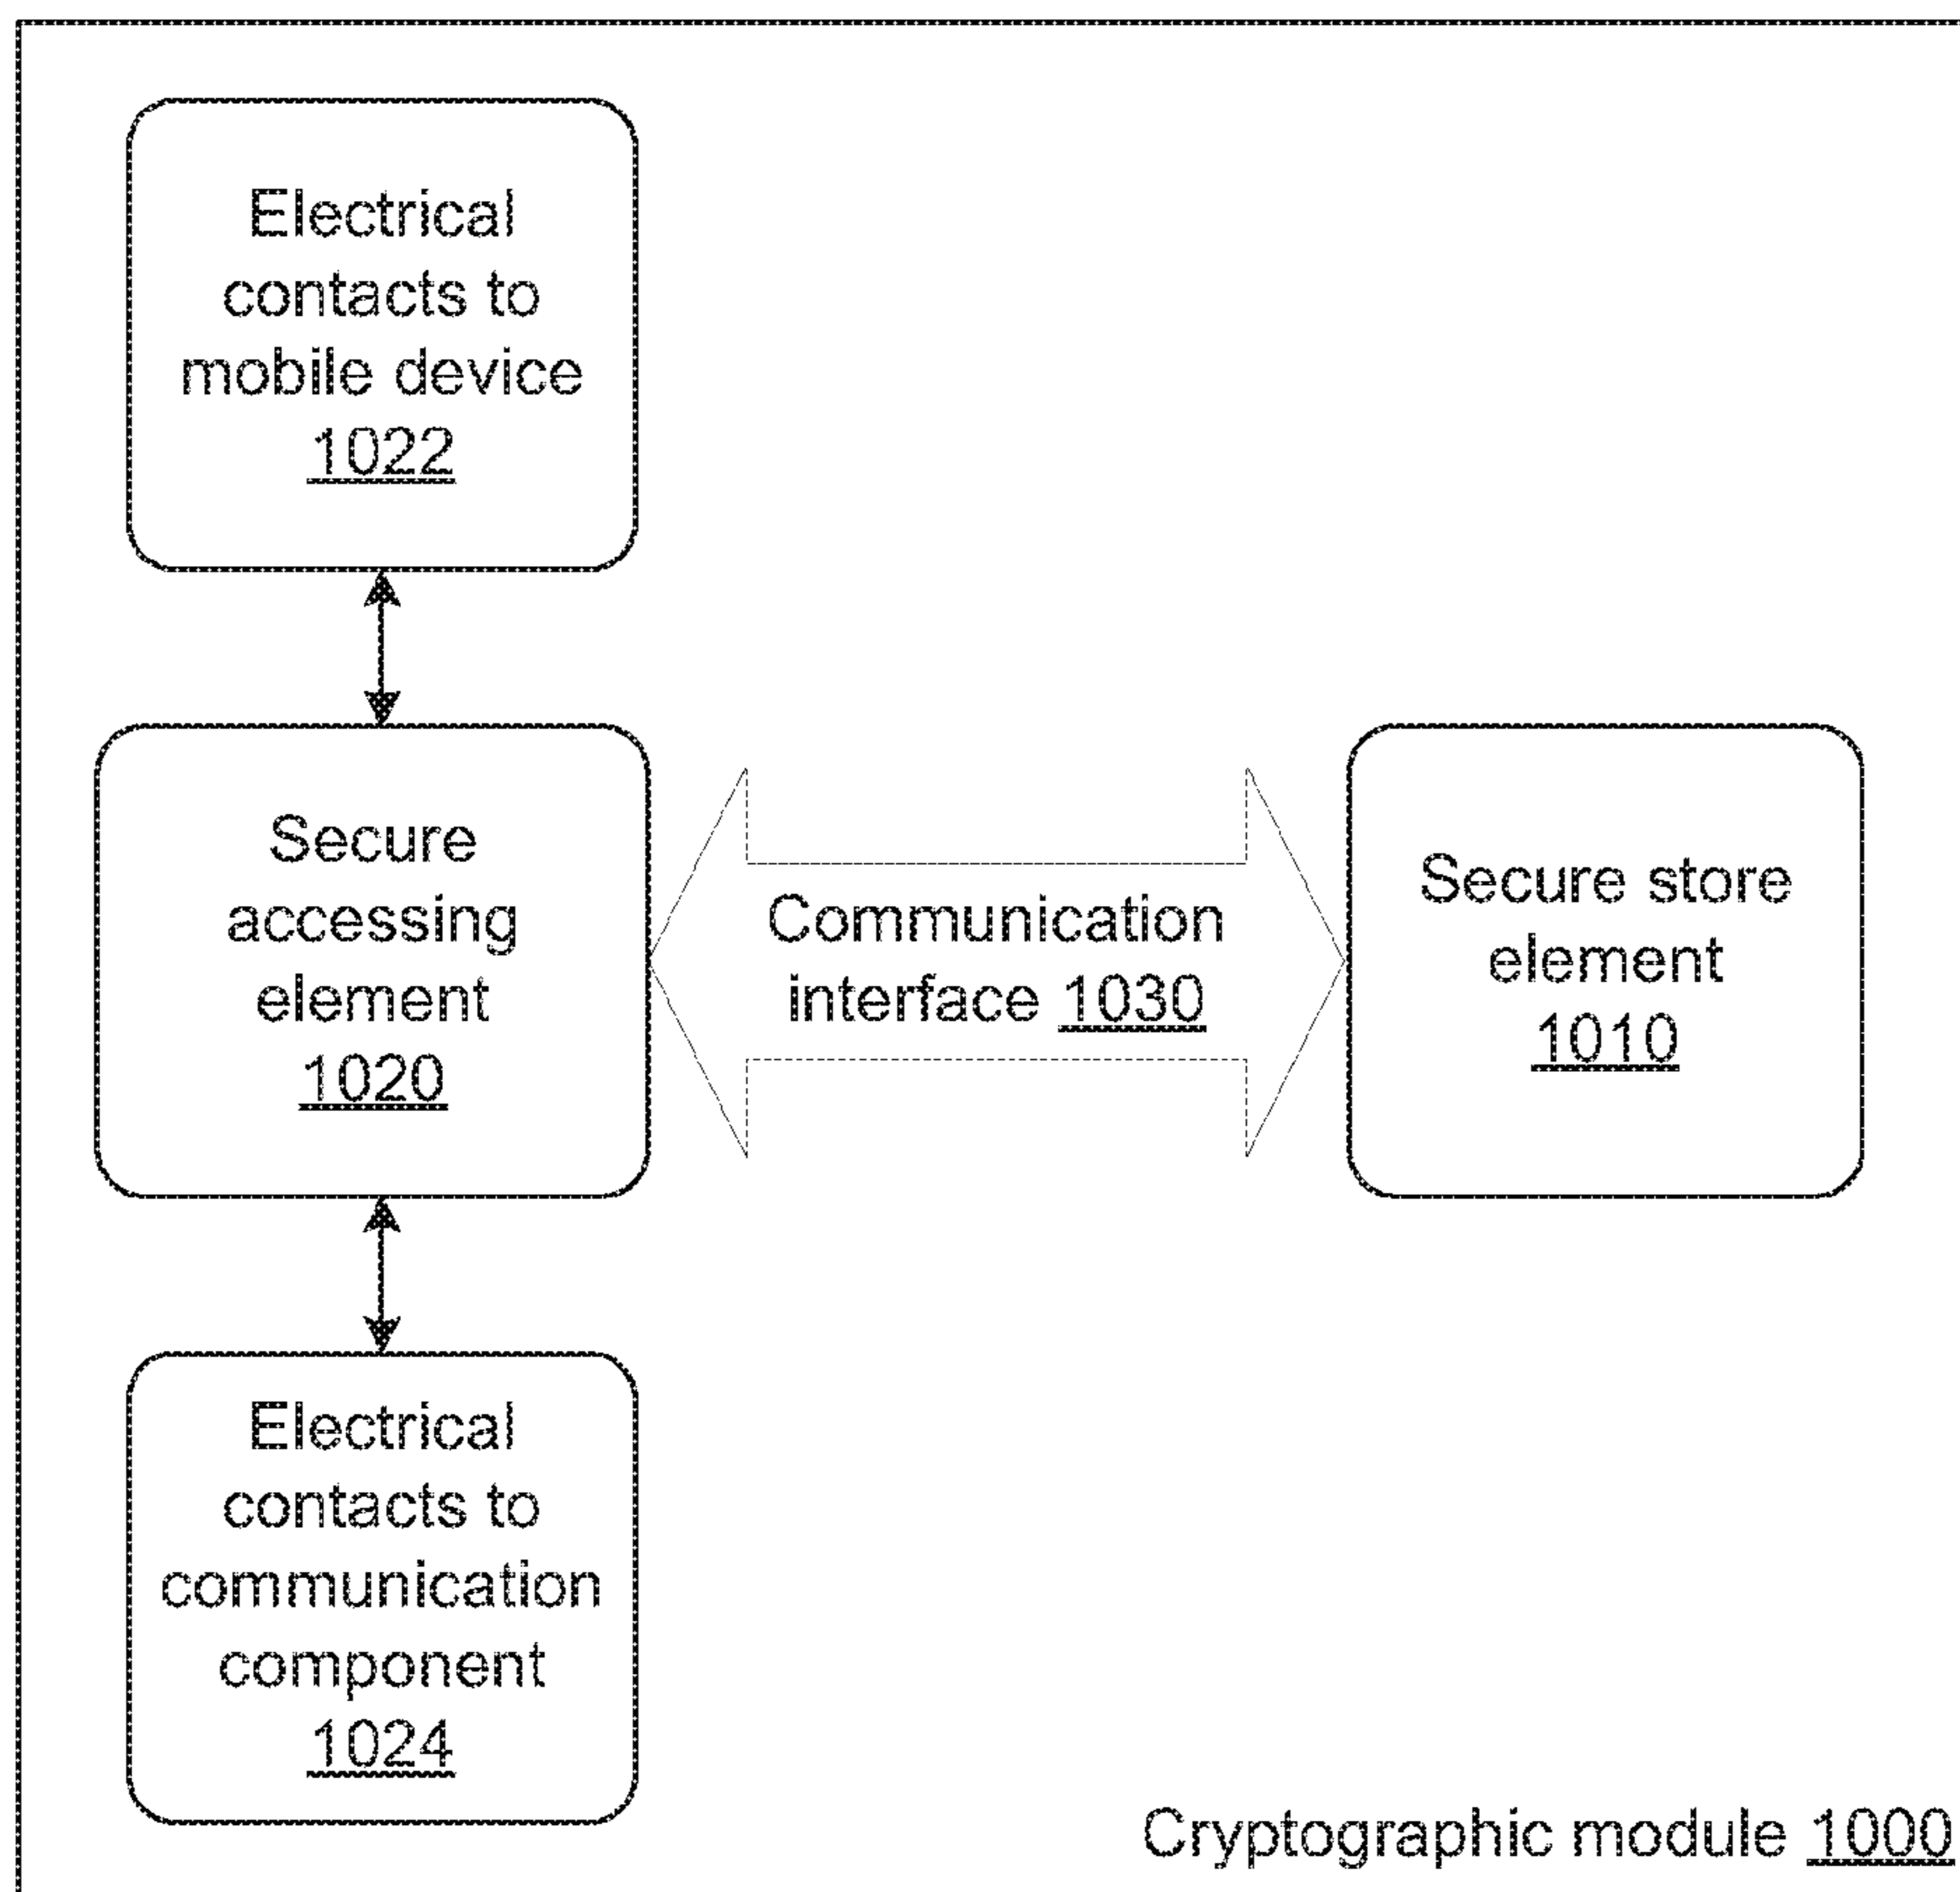 Electrical
contacts to
mobile device
1022
Secure
accessing
element
1020
Communication
interface 1030
Secure store
element
1010
Electrical
contacts to
communication
component
1024
Cryptographic module 1000